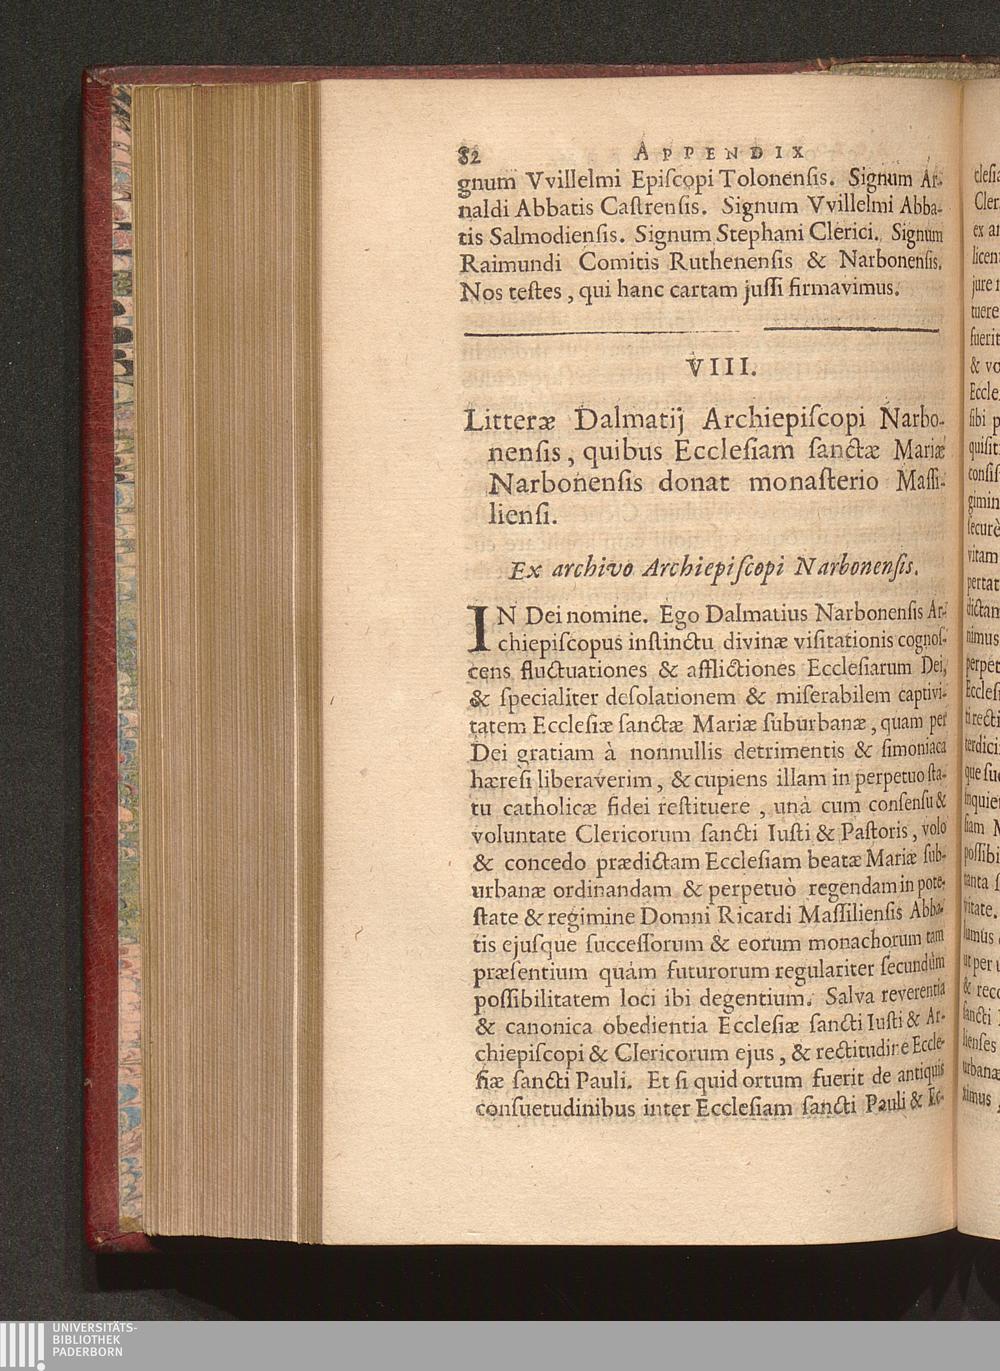 82 APPENDIX
gnum Vvillelmi Epiſcopi Tolonenſis. Signum Ar-
naldi Abbatis Caſtrenſis. Signum Vvillelmi Abba-
tis Salmodienſis. Signum Stephani Clerici. Signum
Raimundi Comitis Ruthenenſis & Narbonenſis.
Nos teſtes, qui hanc cartam juſſi firmavimus.
VIII.
Litteræ Dalmatij Archiepiſcopi Narbo-
nenſis, quibus Eccleſiam ſanctæ Mariæ
Narbonenſis donat monaſterio Maſſi-
lienſi.
Ex archivo Archiepiſcopi Narbonenſis.
IN Dei nomine. Ego Dalmatius Narbonenſis Ar-
chiepiſcopus inſtinctu divinæ viſitationis cognoſ-
cens fluctuationes & afflictiones Eccleſiarum Dei,
& ſpecialiter deſolationem & miſerabilem captivi-
tatem Eccleſiæ ſanctæ Mariæ ſuburbanæ, quam per
Dei gratiam à nonnullis detrimentis & ſimoniaca
hæreſi liberaverim, & cupiens illam in perpetuo ſta-
tu catholicæ fidei reſtituere, unà cum conſenſu &
voluntate Clericorum ſancti Iuſti & Paſtoris, volo
& concedo prædictam Eccleſiam beatæ Mariæ ſub-
urbanæ ordinandam & perpetuò regendam in pote-
ſtate & regimine Domni Ricardi Maſſilienſis Abba-
tis ejuſque ſucceſſorum & eorum monachorum tam
præſentium quàm futurorum regulariter ſecundùm
poſſibilitatem loci ibi degentium. Salva reverentia
& canonica obedientia Eccleſiæ ſancti Iuſti & Ar-
chiepiſcopi & Clericorum ejus, & rectitudine Eccle-
ſiæ ſancti Pauli. Et ſi quid ortum fuerit de antiquis
conſuetudinibus inter Eccleſiam ſancti Pauli & Ec-
UNIVERSITÄTS-
BIBLIOTHEK
PADERBORN